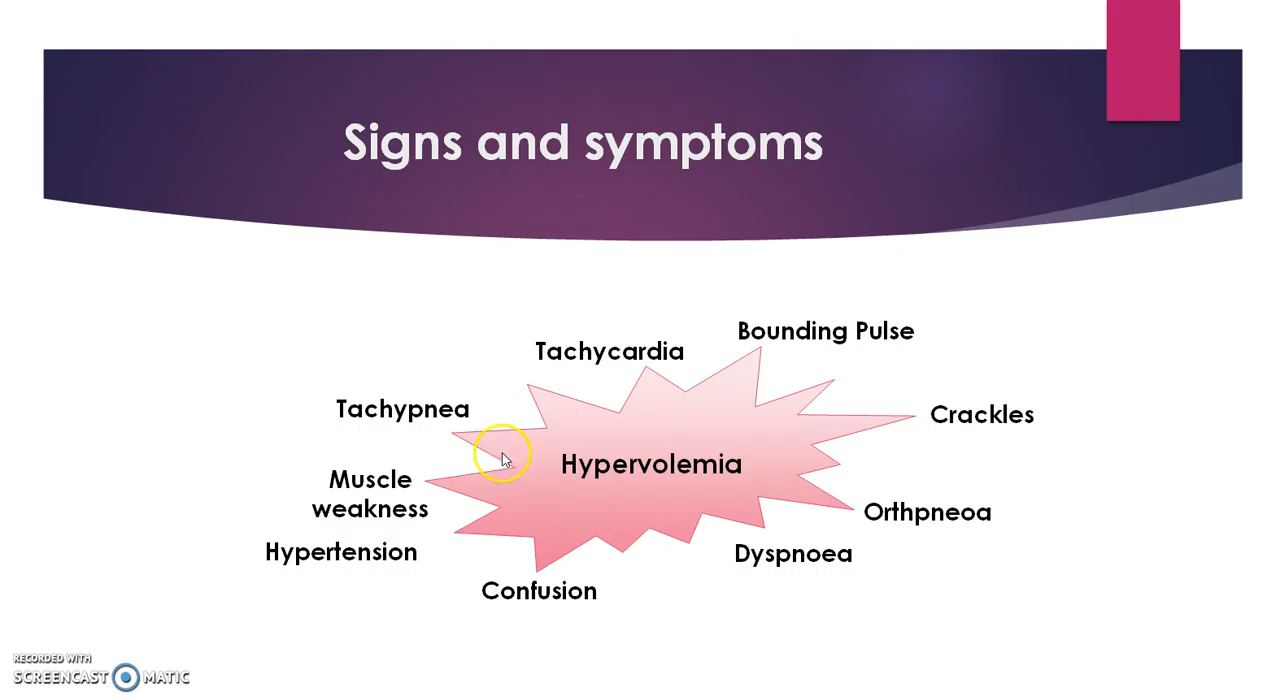 Signs and symptoms
Bounding Pulse
Tachycardia
Tachypnea
Crackles
Hypervolemia
Muscle
weakness
Orthpneoa
Hypertension
Dyspnoea
Confusion
RECORDED WITH
SCREENCAST MATIC